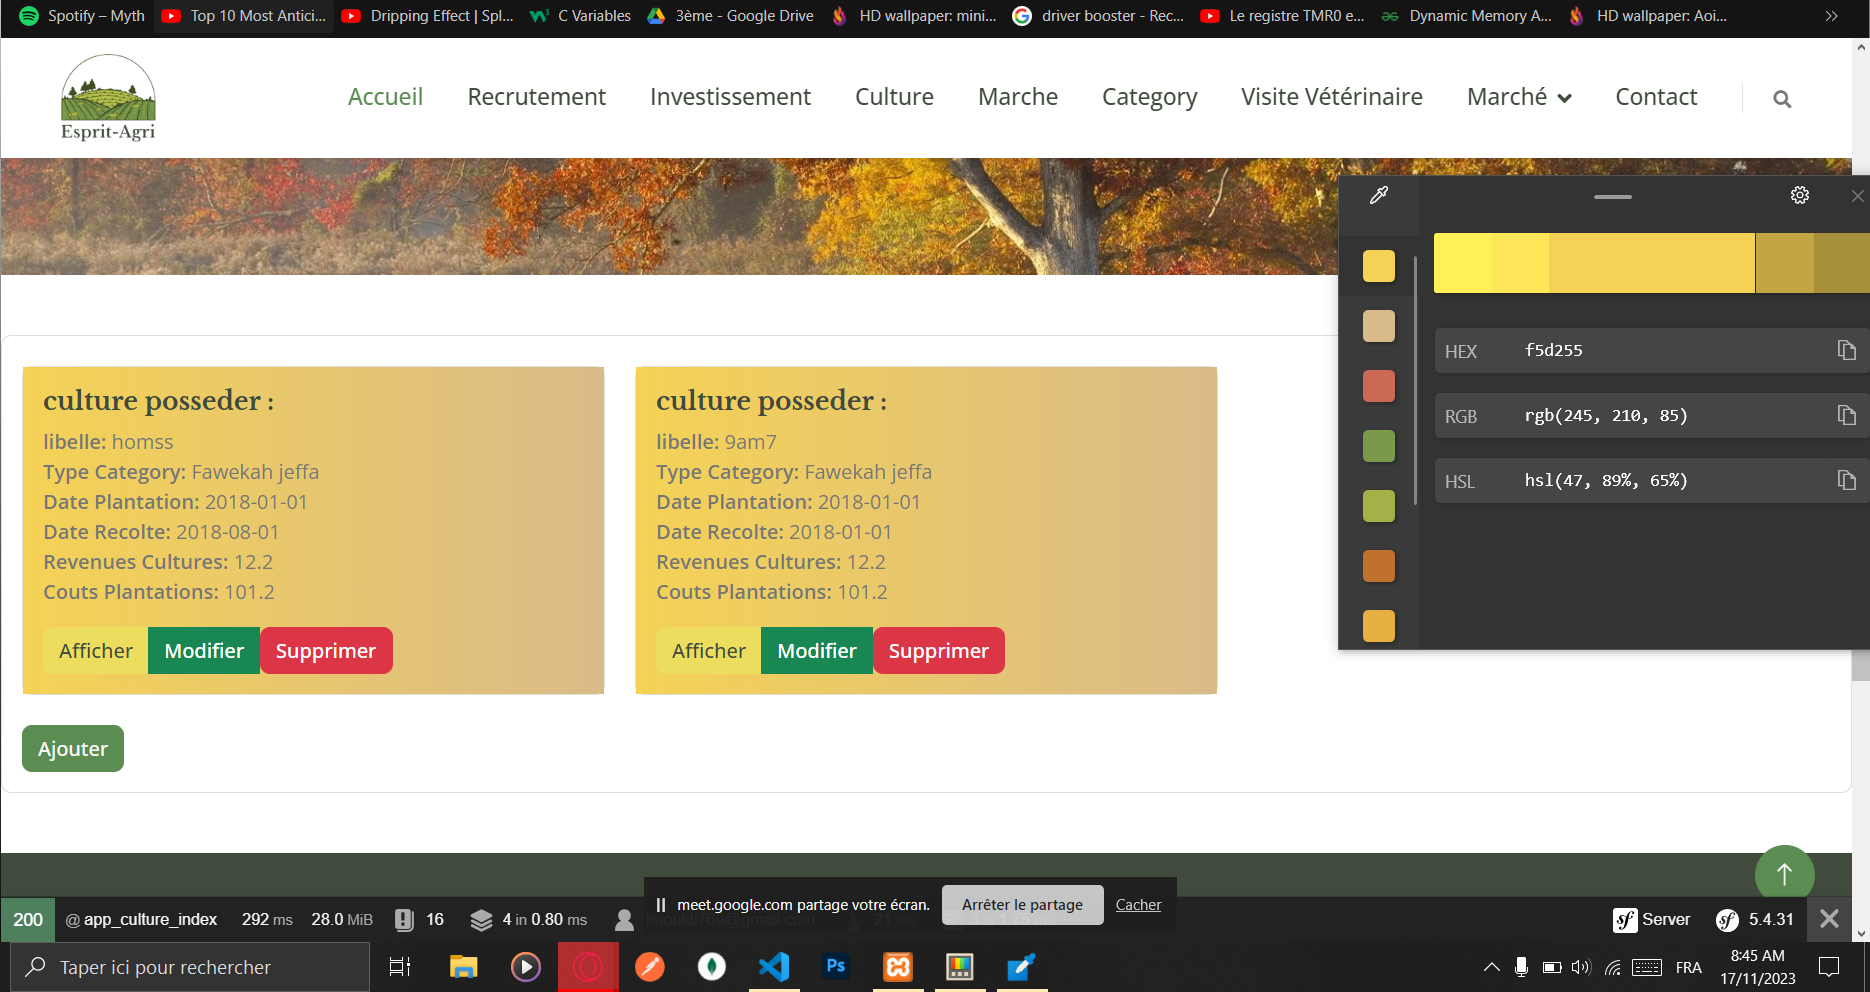 Spotify – Myth
Top 10 Most Antici...
Dripping Effect | Spl...
C Variables
3ème - Google Drive
HD wallpaper: mini...
driver booster - Rec...
Le registre TMR0 e...
Dynamic Memory A...
HD wallpaper: Aoi...
Esprit-Agri
Accueil
Recrutement
Investissement
Culture
Marche
Category
Visite Vétérinaire
Marché
Contact
HEX f5d255
RGB rgb(245, 210, 85)
HSL hsl(47, 89%, 65%)
culture posseder :
libelle: homss
Type Category: Fawekah jeffa
Date Plantation: 2018-01-01
Date Recolte: 2018-08-01
Revenues Cultures: 12.2
Couts Plantations: 101.2
Afficher Modifier Supprimer
culture posseder :
libelle: 9am7
Type Category: Fawekah jeffa
Date Plantation: 2018-01-01
Date Recolte: 2018-01-01
Revenues Cultures: 12.2
Couts Plantations: 101.2
Afficher Modifier Supprimer
Ajouter
meet.google.com partage votre écran. Arrêter le partage Cacher
200 @ app_culture_index 292 ms 28.0 MiB 16 4 in 0.80 ms
Server 5.4.31
Taper ici pour rechercher
Ps
FRA
8:45 AM
17/11/2023